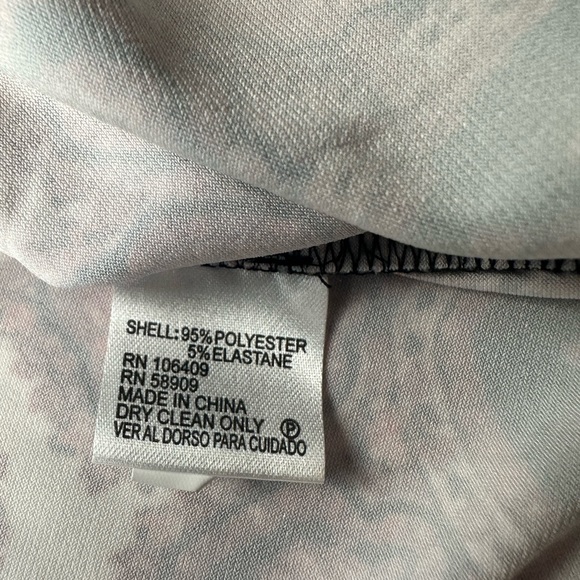 SHELL: 95% POLYESTER
5% ELASTANE
RN 106409
RN 58909
MADE IN CHINA
DRY CLEAN ONLY Ⓟ
VER AL DORSO PARA CUIDADO